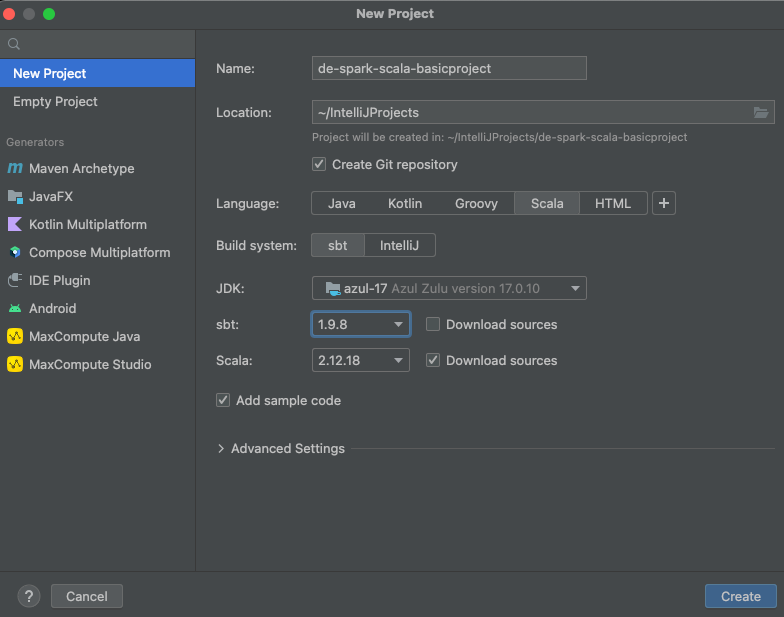 New Project
New Project
Empty Project
Generators
m Maven Archetype
JavaFX
Kotlin Multiplatform
Compose Multiplatform
IDE Plugin
Android
MaxCompute Java
MaxCompute Studio
Name: de-spark-scala-basicproject
Location: ~/IntelliJProjects
Project will be created in: ~/IntelliJProjects/de-spark-scala-basicproject
Create Git repository
Language: Java Kotlin Groovy Scala HTML +
Build system: sbt IntelliJ
JDK: azul-17 Azul Zulu version 17.0.10
sbt: 1.9.8 Download sources
Scala: 2.12.18 Download sources
Add sample code
Advanced Settings
? Cancel Create